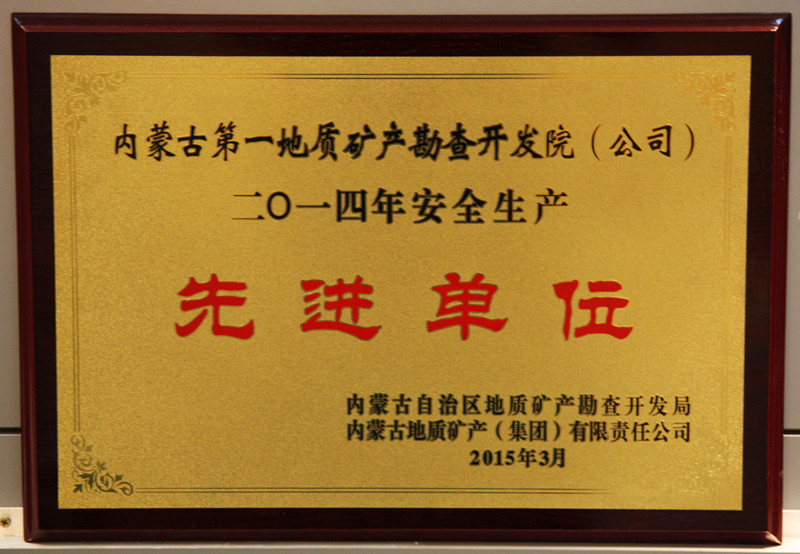 内蒙古第一地质矿产勘查开发院（公司）
二〇一四年安全生产
先进单位
内蒙古自治区地质矿产勘查开发局
内蒙古地质矿产（集团）有限责任公司
2015年3月